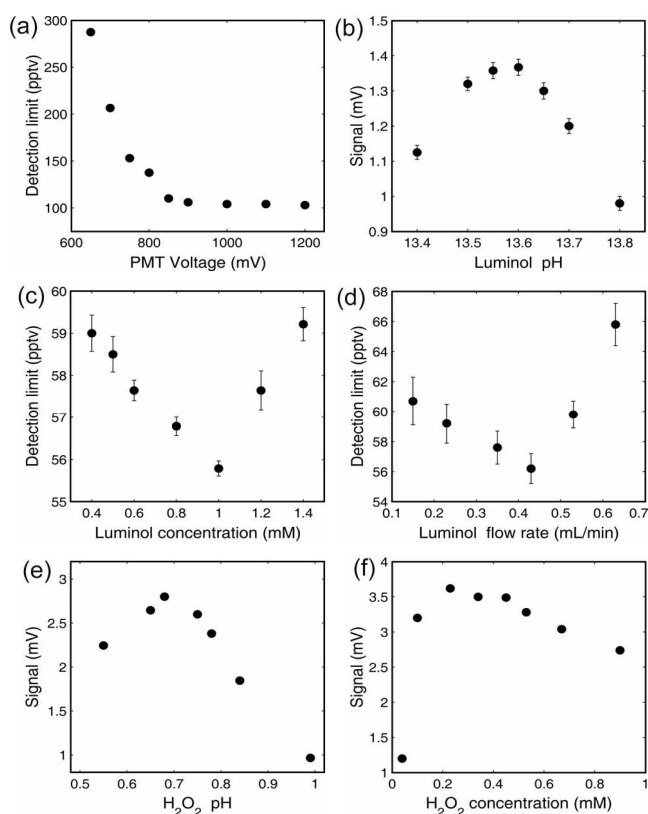 (a)
300
250
200
150
100
Detection limit (pptv)
600 800 1000 1200
PMT Voltage (mV)
(b)
1.5
1.4
1.3
1.2
1.1
1
0.9
Signal (mV)
13.4 13.5 13.6 13.7 13.8
Luminol pH
(c)
60
59
58
57
56
55
Detection limit (pptv)
0.4 0.6 0.8 1.0 1.2 1.4
Luminol concentration (mM)
(d)
68
66
64
62
60
58
56
54
Detection limit (pptv)
0.1 0.2 0.3 0.4 0.5 0.6 0.7
Luminol flow rate (mL/min)
(e)
3
2.5
2
1.5
1
Signal (mV)
0.5 0.6 0.7 0.8 0.9 1
H₂O₂ pH
(f)
4
3.5
3
2.5
2
1.5
1
Signal (mV)
0 0.2 0.4 0.6 0.8 1
H₂O₂ concentration (mM)